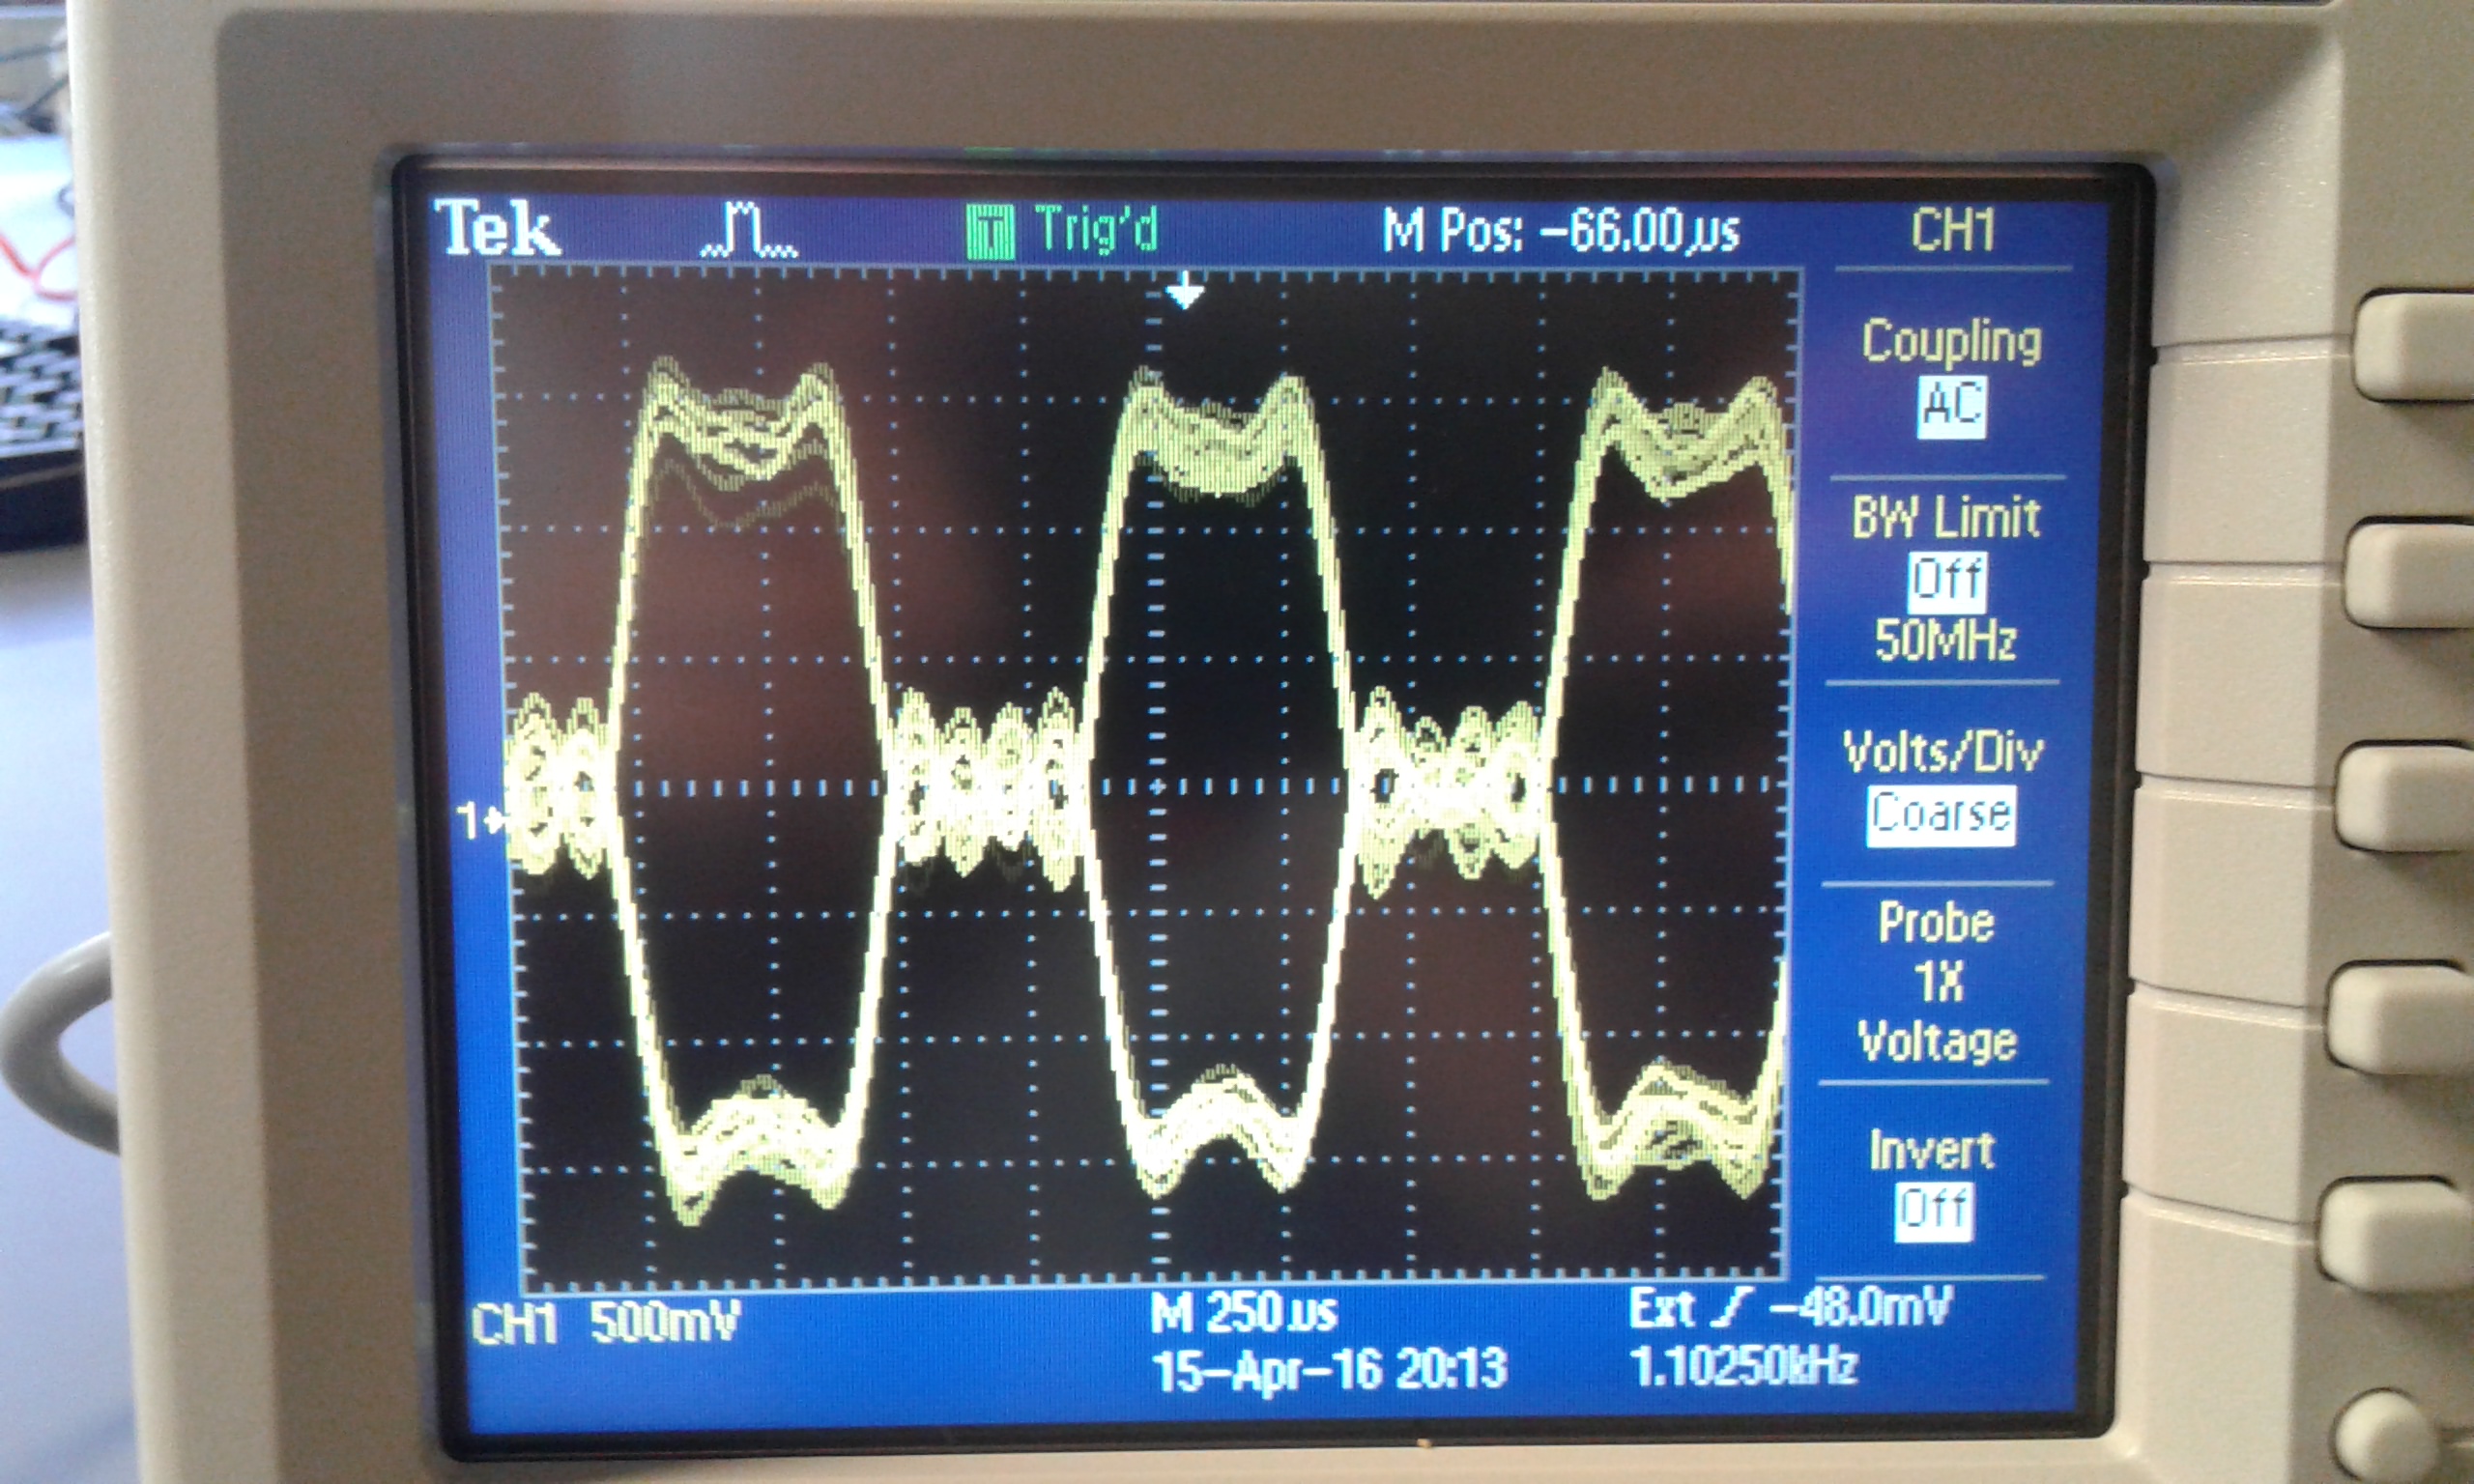 Tek T Trig'd M Pos: -66.00µs CH1
Coupling
AC
BW Limit
Off
50MHz
Volts/Div
Coarse
1
Probe
1X
Voltage
Invert
Off
CH1 500mV M 250µs Ext -48.0mV
15-Apr-16 20:13 1.10250kHz